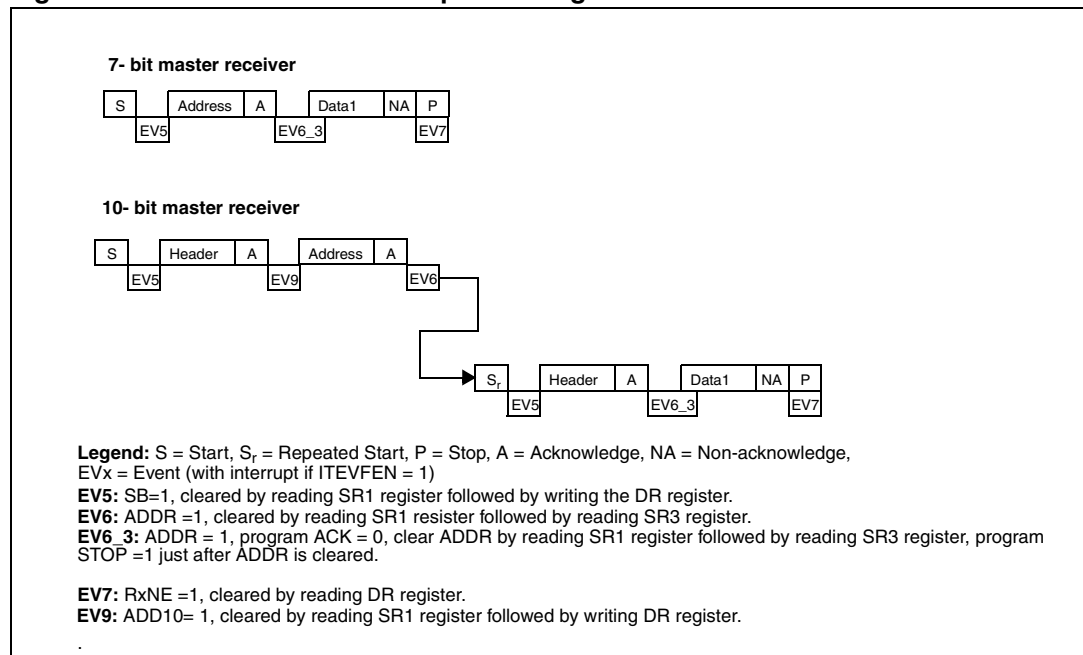 7- bit master receiver
S Address A Data1 NA P
EV5 EV6_3 EV7
10- bit master receiver
S Header A Address A
EV5 EV9 EV6
Sr Header A Data1 NA P
EV5 EV6_3 EV7
Legend: S = Start, Sr = Repeated Start, P = Stop, A = Acknowledge, NA = Non-acknowledge,
EVx = Event (with interrupt if ITEVFEN = 1)
EV5: SB=1, cleared by reading SR1 register followed by writing the DR register.
EV6: ADDR =1, cleared by reading SR1 resister followed by reading SR3 register.
EV6_3: ADDR = 1, program ACK = 0, clear ADDR by reading SR1 register followed by reading SR3 register, program
STOP =1 just after ADDR is cleared.
EV7: RxNE =1, cleared by reading DR register.
EV9: ADD10= 1, cleared by reading SR1 register followed by writing DR register.
.